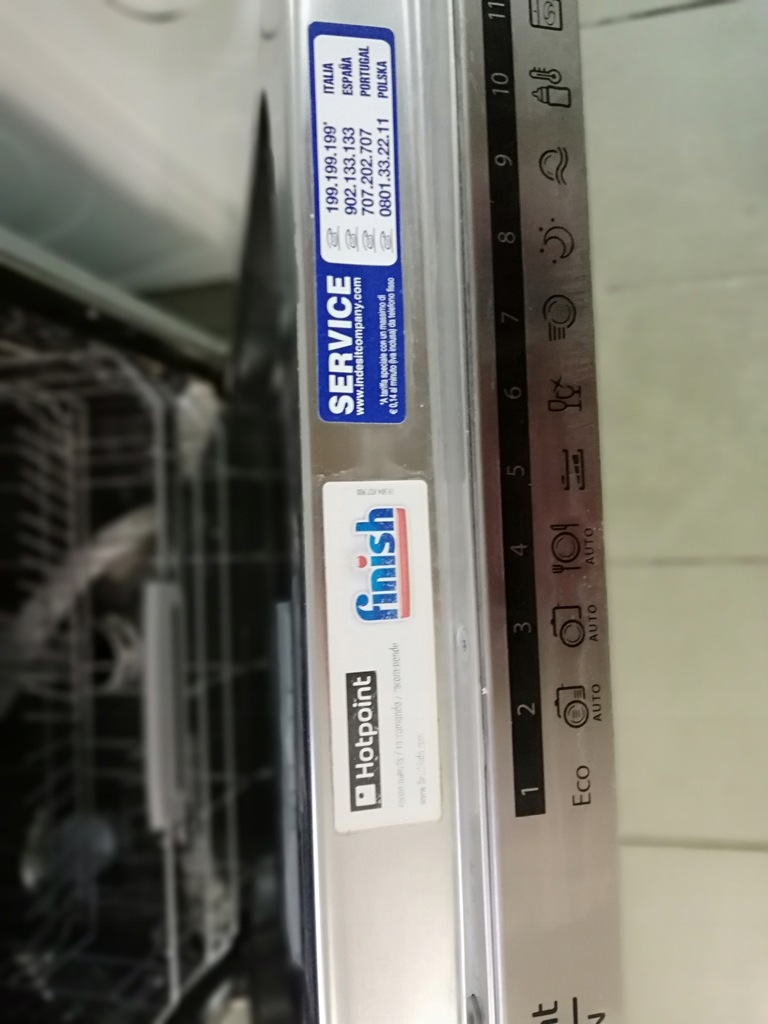 SERVICE
www.indesitcompany.com
*A tariffa speciale con un massimo di
€ 0,14 al minuto (iva inclusa) da telefono fisso
199.199.199* ITALIA
902.133.133 ESPAÑA
707.202.707 PORTUGAL
0801.33.22.11 POLSKA
Hotpoint
finish
1 2 3 4 5 6 7 8 9 10 11
Eco
AUTO AUTO AUTO